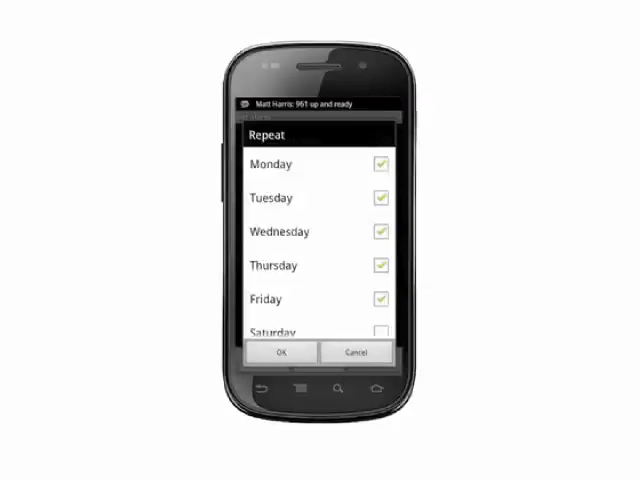 Matt Harris: 961 up and ready
Repeat
Monday
Tuesday
Wednesday
Thursday
Friday
Saturday
OK
Cancel